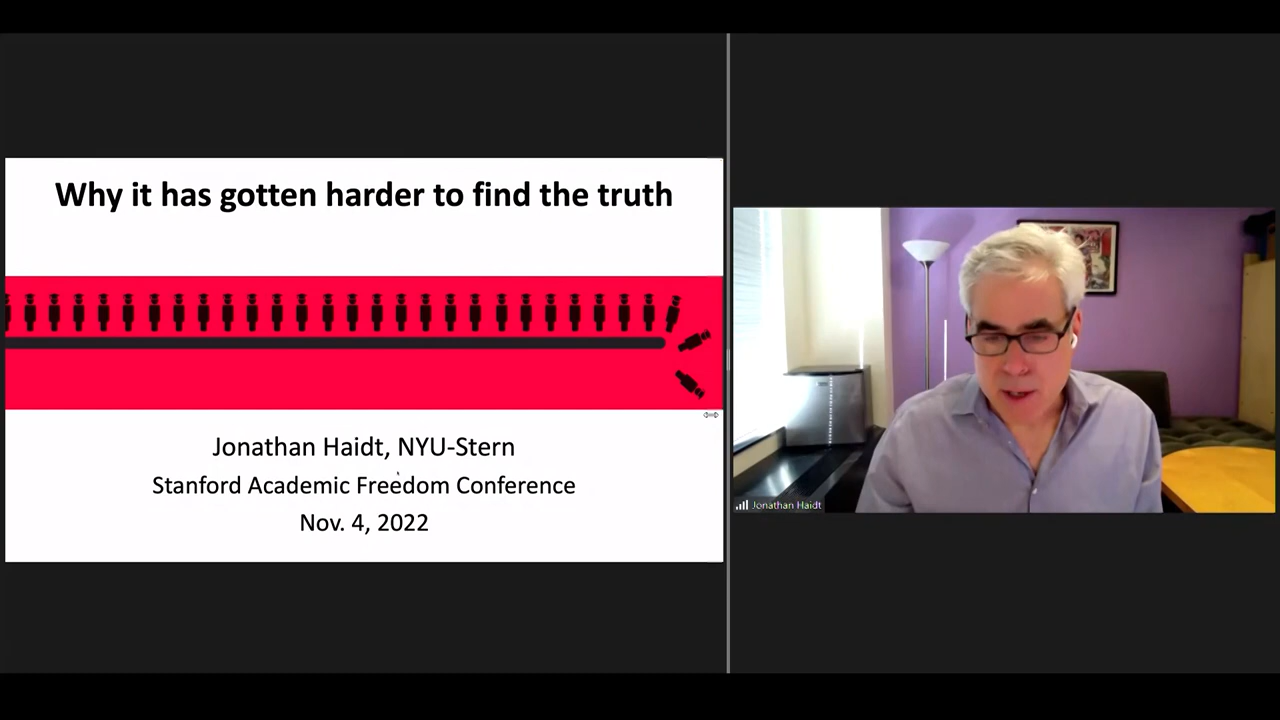 Why it has gotten harder to find the truth
Jonathan Haidt, NYU-Stern
Stanford Academic Freedom Conference
Nov. 4, 2022
Jonathan Haidt